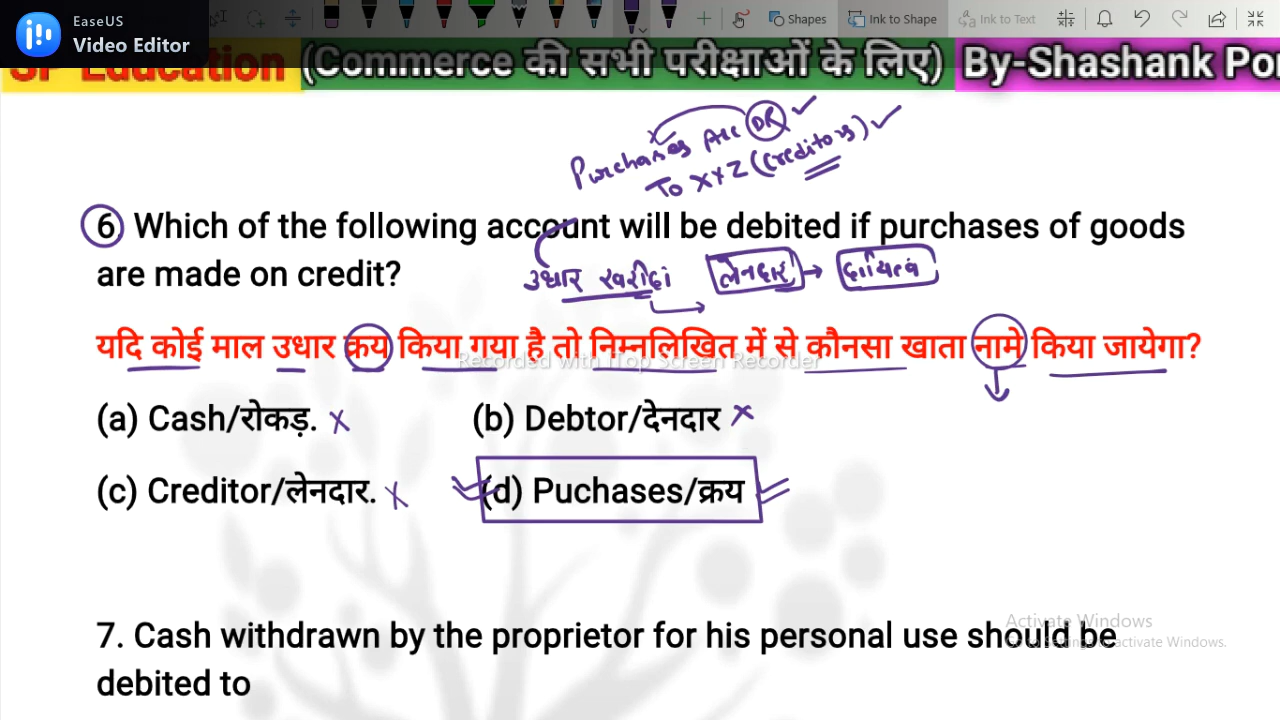 EaseUS
Video Editor
Shapes
Ink to Shape
Ink to Text
SP Education (Commerce की सभी परीक्षाओं के लिए) By-Shashank Por
Purchases A/c DR
To XYZ (Creditors)
6. Which of the following account will be debited if purchases of goods
are made on credit?
उधार खरीदा लेनदार → दायित्व
यदि कोई माल उधार क्रय किया गया है तो निम्नलिखित में से कौनसा खाता नामे किया जायेगा?
Recorded with iTop Screen Recorder
(a) Cash/रोकड़. x (b) Debtor/देनदार x
(c) Creditor/लेनदार. x (d) Puchases/क्रय
7. Cash withdrawn by the proprietor for his personal use should be
debited to
Activate Windows
Go to Settings to activate Windows.